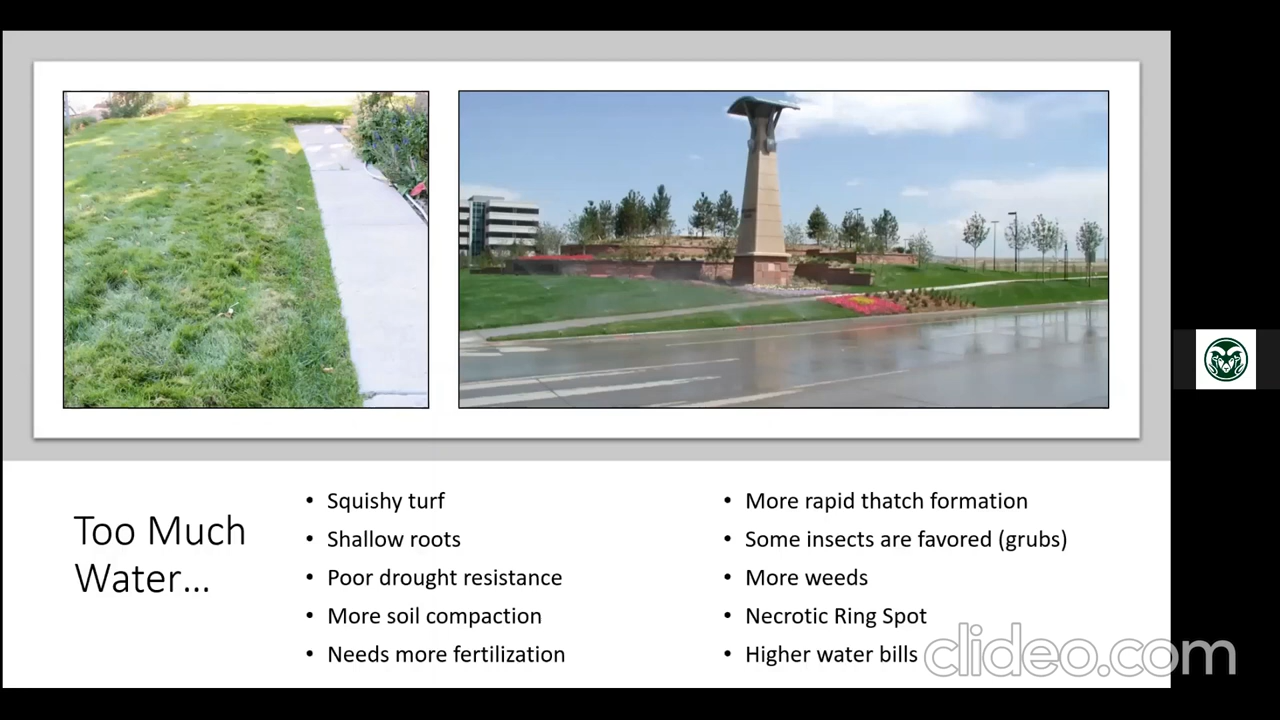 Too Much
Water...
• Squishy turf
• Shallow roots
• Poor drought resistance
• More soil compaction
• Needs more fertilization
• More rapid thatch formation
• Some insects are favored (grubs)
• More weeds
• Necrotic Ring Spot
• Higher water bills
clideo.com